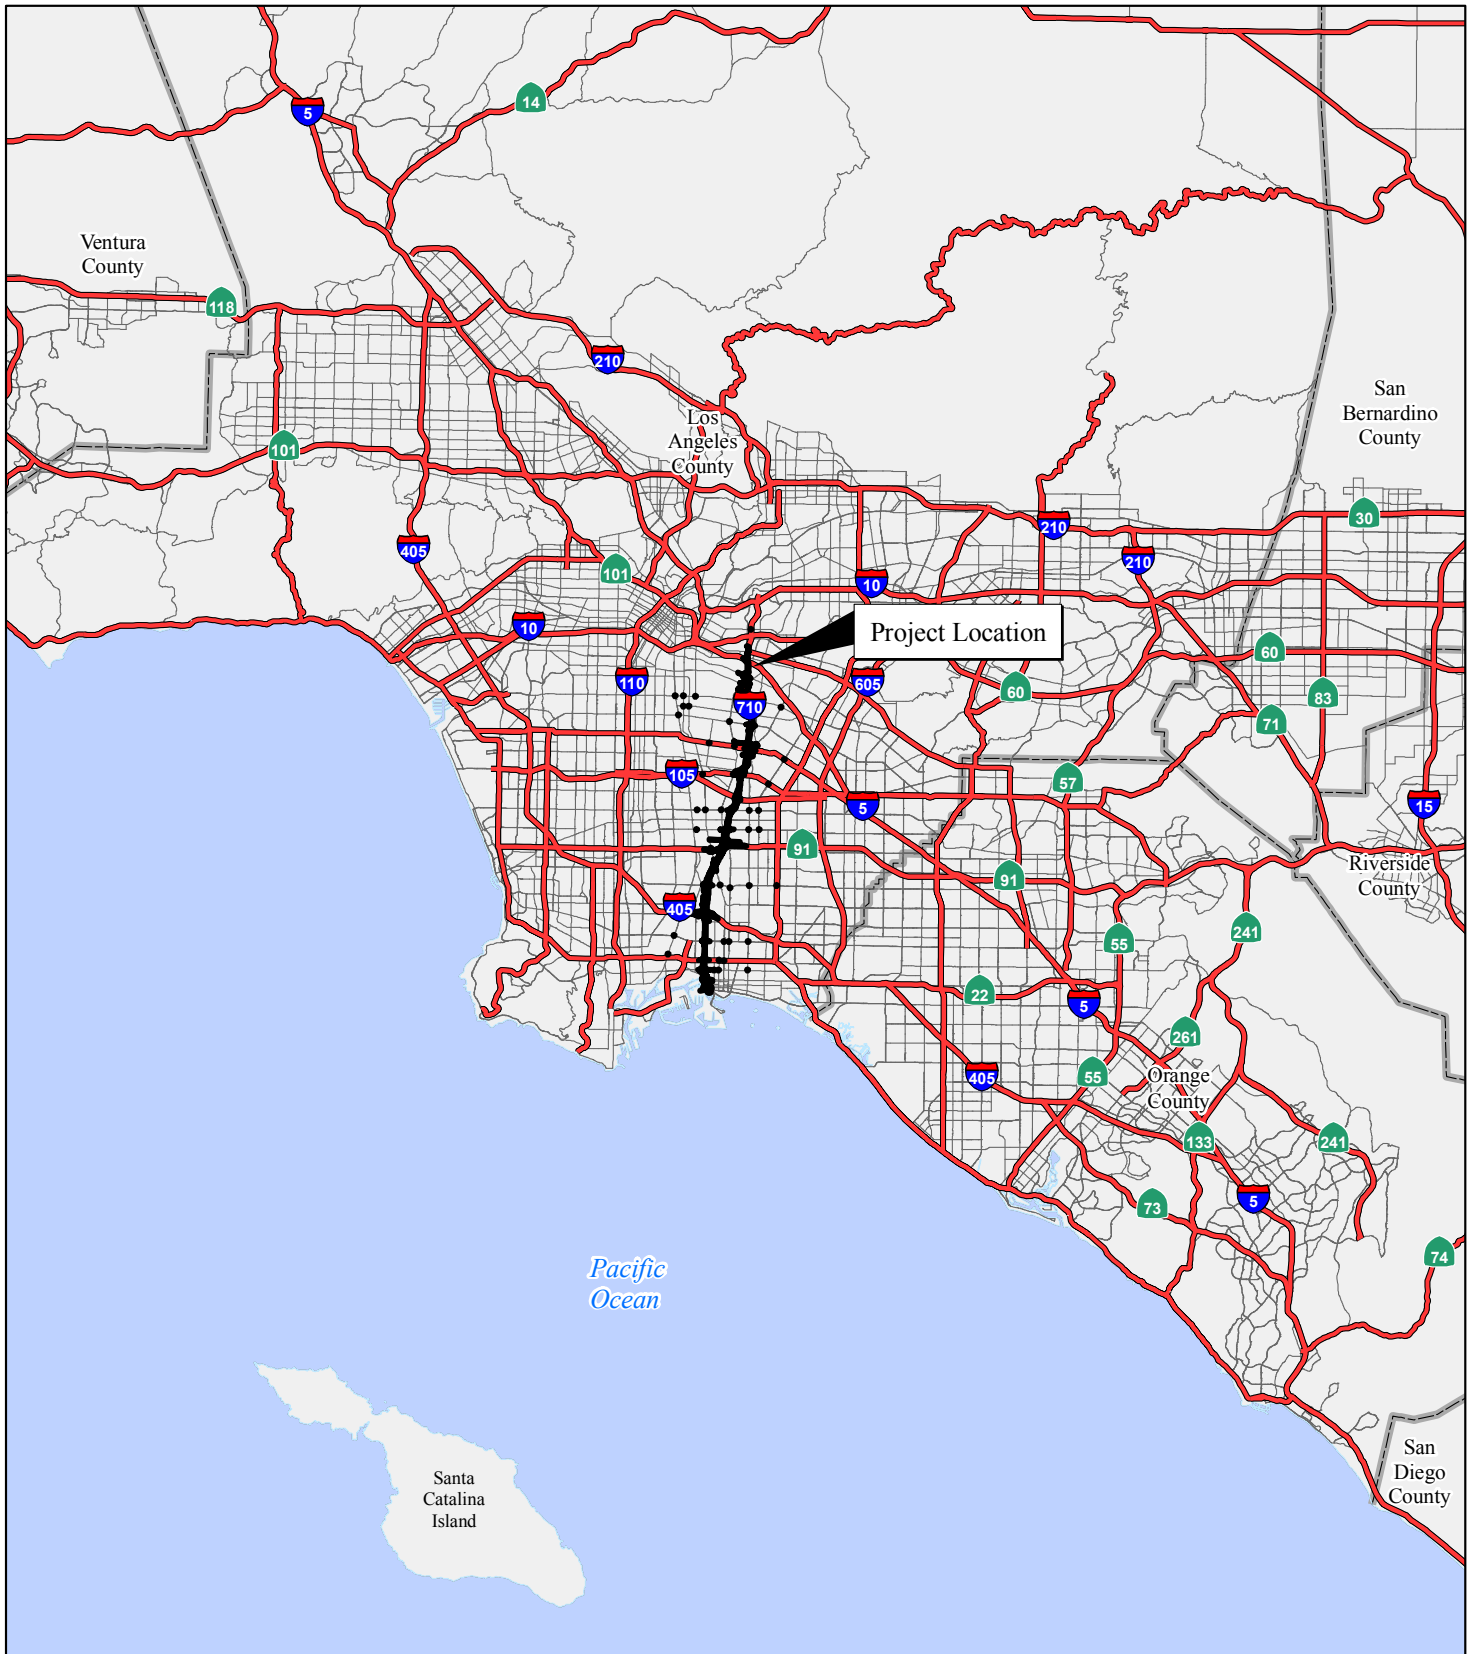 5
14
Ventura
County
118
210
San
Bernardino
County
Los
Angeles
County
101
30
210
405
210
101
10
10
Project Location
60
110
605
60
83
710
71
105
57
5
15
91
Riverside
County
91
405
241
55
22
5
261
405
55
Orange
County
133
241
5
73
74
Pacific
Ocean
San
Diego
County
Santa
Catalina
Island